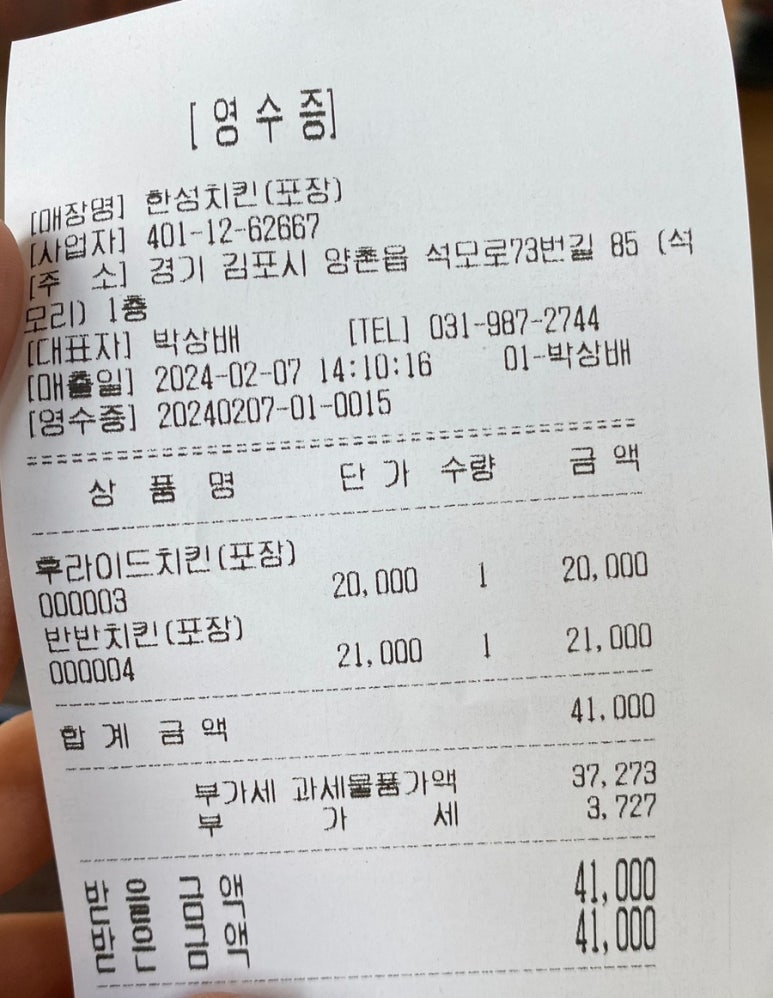 [영수증]
[매장명] 한성치킨(포장)
[사업자] 401-12-62667
[주 소] 경기 김포시 양촌읍 석모로73번길 85 (석
모리) 1층
[대표자] 박상배 [TEL] 031-987-2744
[매출일] 2024-02-07 14:10:16 01-박상배
[영수증] 20240207-01-0015
상 품 명 단 가 수량 금 액
후라이드치킨(포장)
000003 20,000 1 20,000
반반치킨(포장)
000004 21,000 1 21,000
합 계 금 액 41,000
부가세 과세물품가액 37,273
부 가 세 3,727
받 을 금 액 41,000
받 은 금 액 41,000